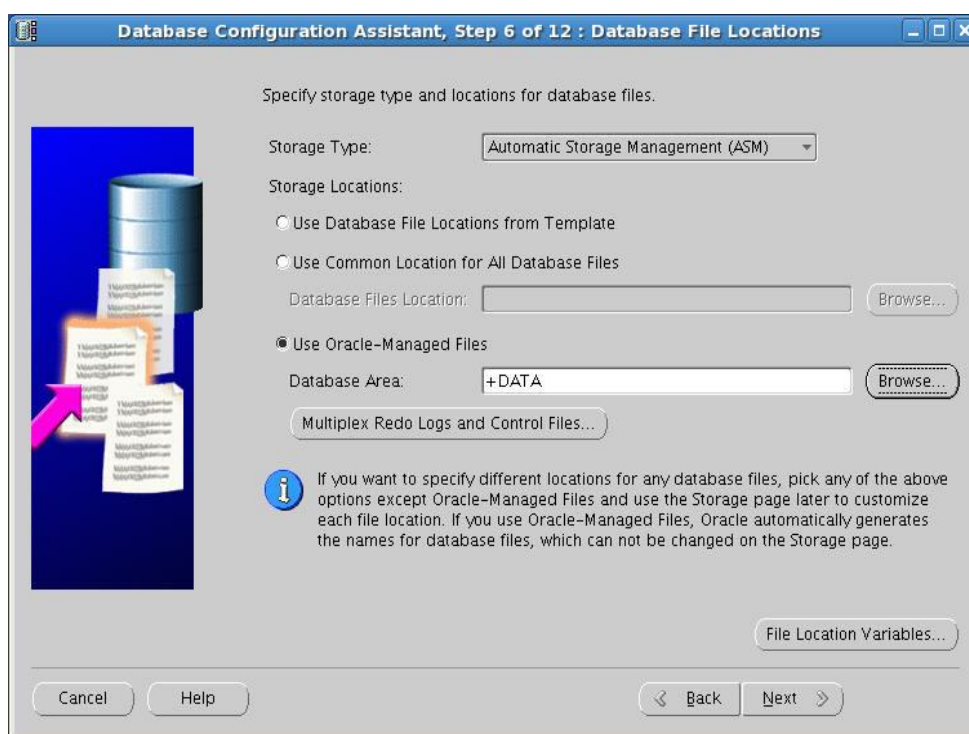 Database Configuration Assistant, Step 6 of 12 : Database File Locations
Specify storage type and locations for database files.
Storage Type: Automatic Storage Management (ASM)
Storage Locations:
Use Database File Locations from Template
Use Common Location for All Database Files
Database Files Location: Browse...
Use Oracle-Managed Files
Database Area: +DATA Browse...
Multiplex Redo Logs and Control Files...
If you want to specify different locations for any database files, pick any of the above
options except Oracle-Managed Files and use the Storage page later to customize
each file location. If you use Oracle-Managed Files, Oracle automatically generates
the names for database files, which can not be changed on the Storage page.
File Location Variables...
Cancel Help Back Next